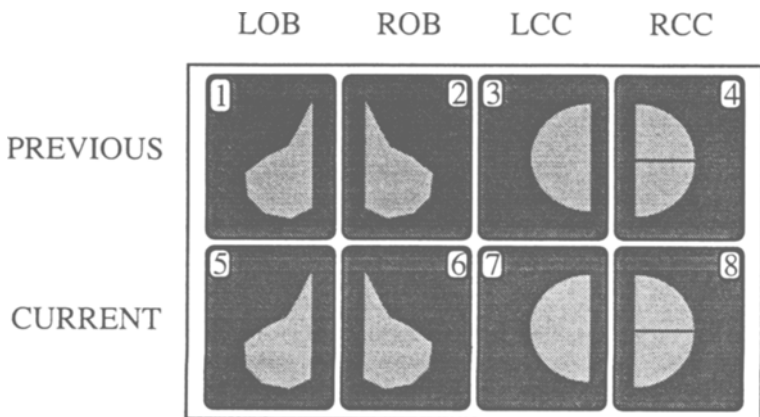 LOB ROB LCC RCC
PREVIOUS
1 2 3 4
CURRENT
5 6 7 8